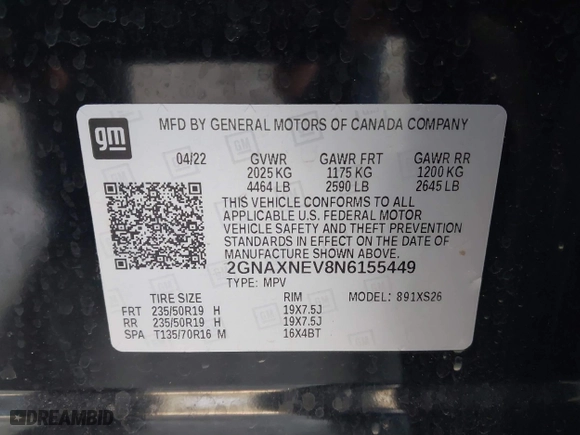 gm
MFD BY GENERAL MOTORS OF CANADA COMPANY
04/22 GVWR GAWR FRT GAWR RR
2025 KG 1175 KG 1200 KG
4464 LB 2590 LB 2645 LB
THIS VEHICLE CONFORMS TO ALL
APPLICABLE U.S. FEDERAL MOTOR
VEHICLE SAFETY AND THEFT PREVENTION
STANDARDS IN EFFECT ON THE DATE OF
MANUFACTURE SHOWN ABOVE.
2GNAXNEV8N6155449
TYPE: MPV
TIRE SIZE RIM MODEL: 891XS26
FRT 235/50R19 H 19X7.5J
RR 235/50R19 H 19X7.5J
SPA T135/70R16 M 16X4BT
DREAMBID